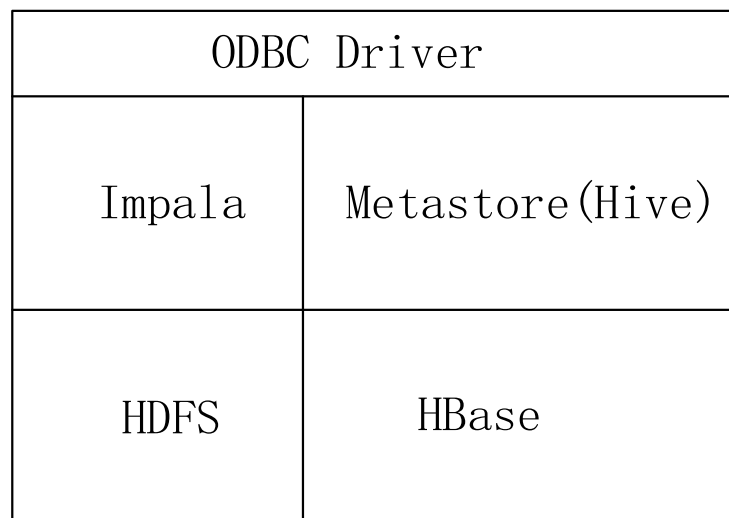 ODBC Driver
Impala
Metastore(Hive)
HDFS
HBase